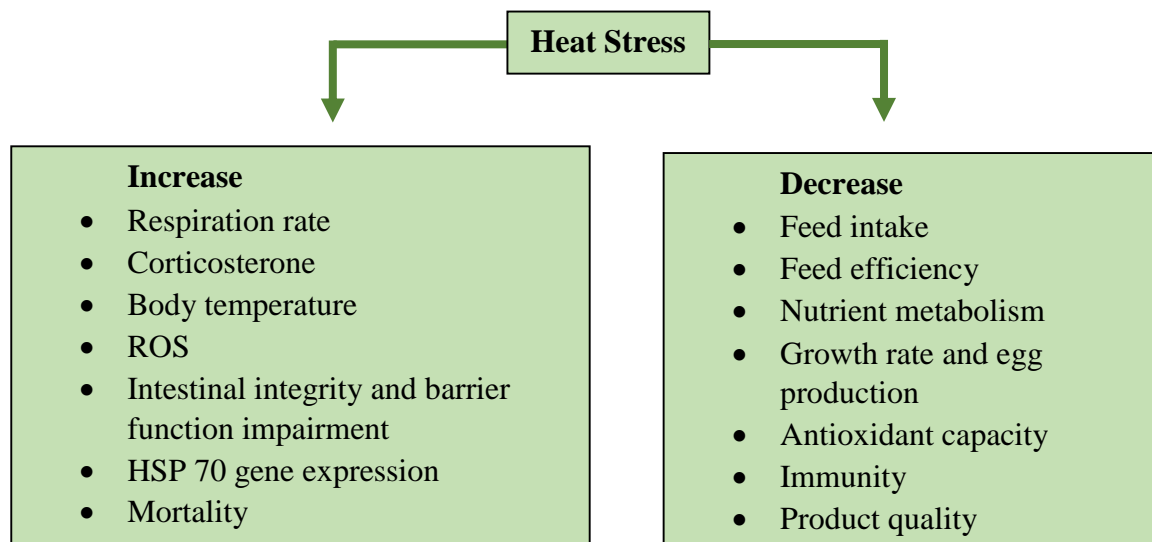 Heat Stress
Increase
• Respiration rate
• Corticosterone
• Body temperature
• ROS
• Intestinal integrity and barrier
function impairment
• HSP 70 gene expression
• Mortality
Decrease
• Feed intake
• Feed efficiency
• Nutrient metabolism
• Growth rate and egg
production
• Antioxidant capacity
• Immunity
• Product quality